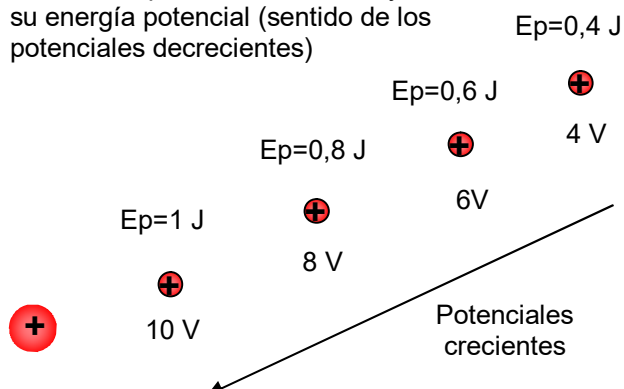 su energía potencial (sentido de los
potenciales decrecientes)
Ep=0,4 J
Ep=0,6 J
4 V
Ep=0,8 J
6V
Ep=1 J
8 V
10 V
Potenciales
crecientes
+
+
+
+
+